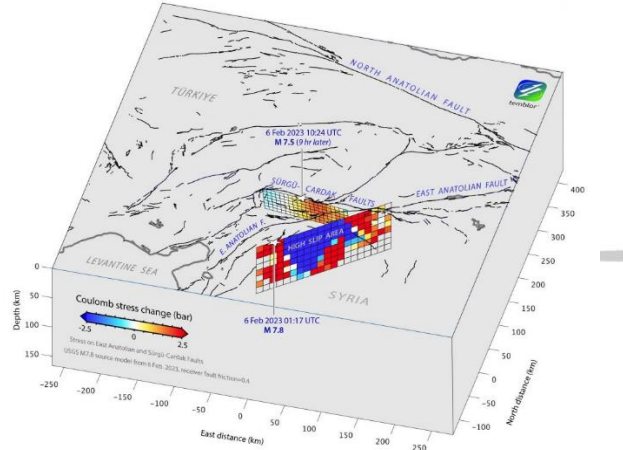 NORTH ANATOLIAN FAULT
temblor
TÜRKİYE
6 Feb 2023 10:24 UTC
M 7.5 (9 hr later)
SÜRGÜ - CARDAK FAULTS
EAST ANATOLIAN FAULT
E. ANATOLIAN F.
HIGH SLIP AREA
LEVANTINE SEA
SYRIA
6 Feb 2023 01:17 UTC
M 7.8
Coulomb stress change (bar)
-2.5 0 2.5
Stress on East Anatolian and Sürgü-Cardak Faults
USGS M7.8 source model from 6 Feb. 2023, receiver fault friction=0.4
Depth (km)
0
50
100
150
−250 −200 −150 −100 −50 0 50 100 150 200 250
East distance (km)
400
350
300
250
200
150
100
50
0
−50
−100
North distance (km)